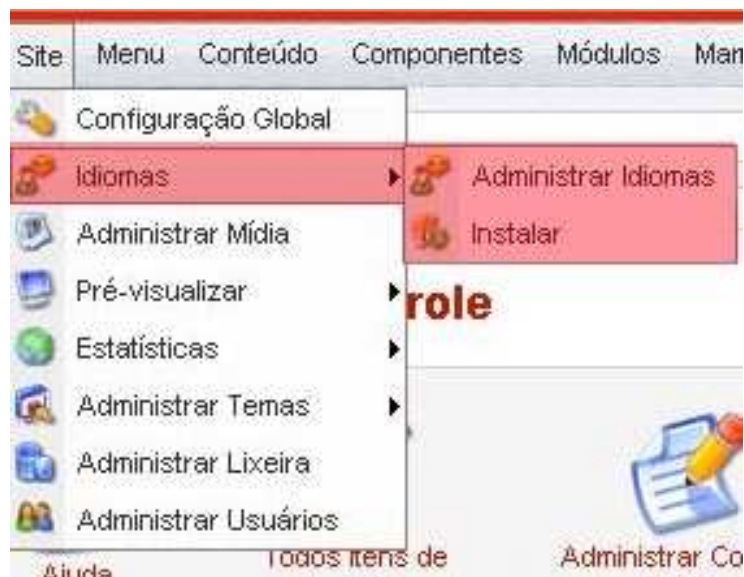 Site Menu Conteúdo Componentes Módulos
Configuração Global
Idiomas
Administrar Idiomas
Administrar Mídia
Instalar
Pré-visualizar
role
Estatísticas
Administrar Temas
Administrar Lixeira
Administrar Usuários
Ajuda
Todos itens de
Administrar Co